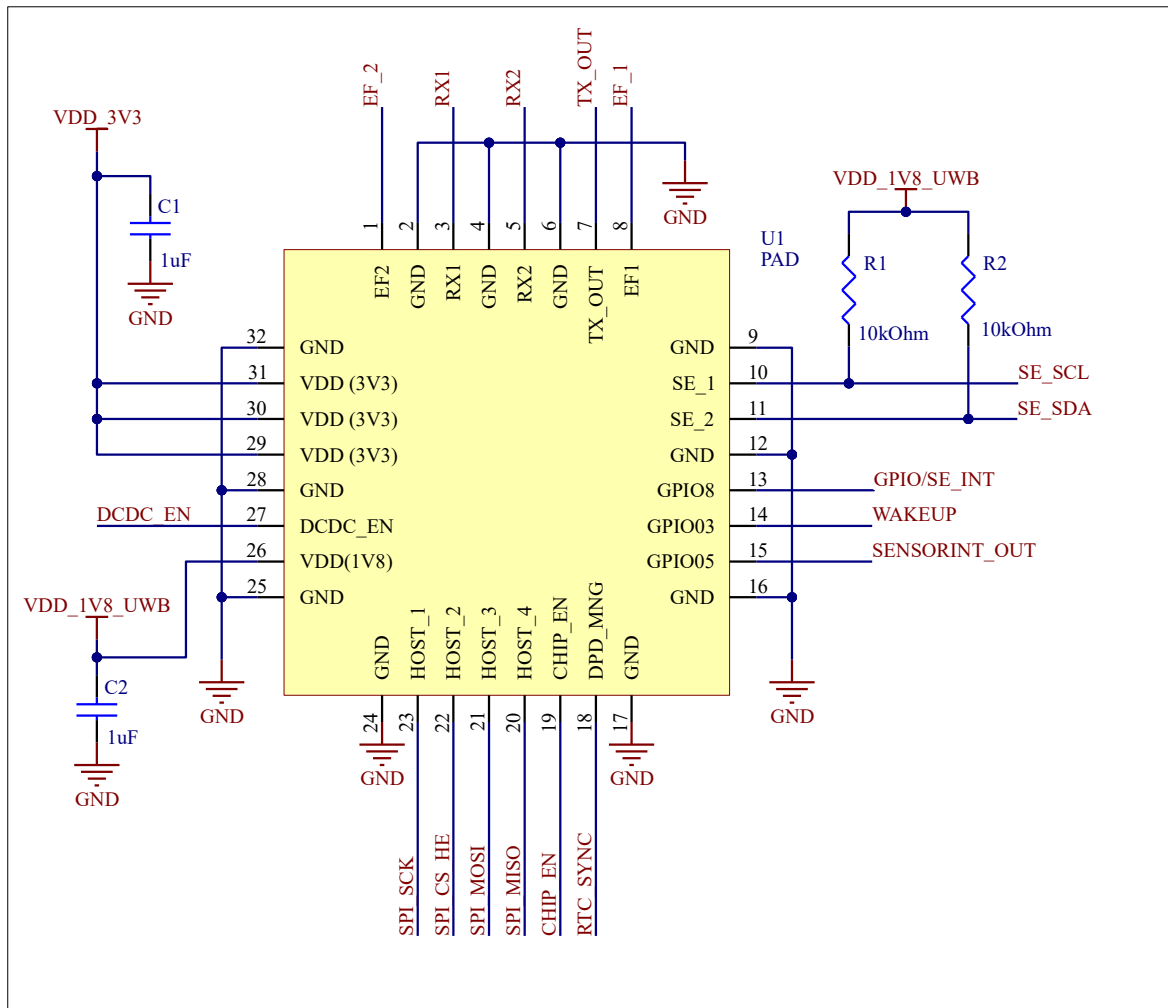 EF_2
RX1
RX2
TX_OUT
EF_1
VDD_3V3
VDD_1V8_UWB
GND
C1
1uF
GND
1
2
3
4
5
6
7
8
U1
PAD
R1
R2
10kOhm
10kOhm
EF2
GND
RX1
GND
RX2
GND
TX_OUT
EF1
32 GND
31 VDD (3V3)
30 VDD (3V3)
29 VDD (3V3)
28 GND
DCDC_EN 27 DCDC_EN
26 VDD(1V8)
25 GND
GND 9
SE_1 10 SE_SCL
SE_2 11 SE_SDA
GND 12
GPIO8 13 GPIO/SE_INT
GPIO03 14 WAKEUP
GPIO05 15 SENSORINT_OUT
GND 16
VDD_1V8_UWB
C2
1uF
GND
GND
GND
GND
HOST_1
HOST_2
HOST_3
HOST_4
CHIP_EN
DPD_MNG
GND
24
23
22
21
20
19
18
17
GND
GND
SPI_SCK
SPI_CS_HE
SPI_MOSI
SPI_MISO
CHIP_EN
RTC_SYNC